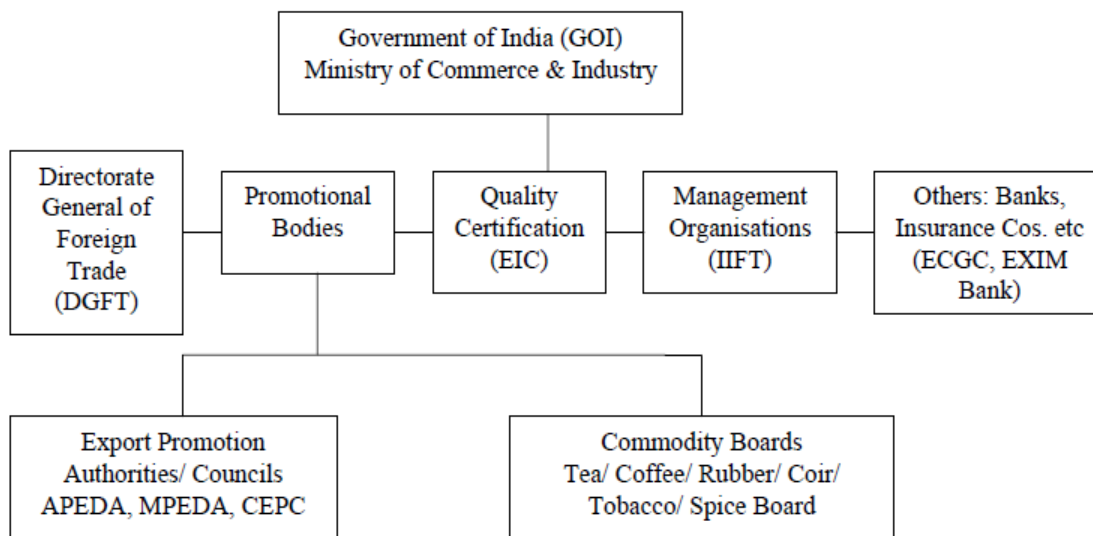 Government of India (GOI)
Ministry of Commerce & Industry
Directorate
General of
Foreign
Trade
(DGFT)
Promotional
Bodies
Quality
Certification
(EIC)
Management
Organisations
(IIFT)
Others: Banks,
Insurance Cos. etc
(ECGC, EXIM
Bank)
Export Promotion
Authorities/ Councils
APEDA, MPEDA, CEPC
Commodity Boards
Tea/ Coffee/ Rubber/ Coir/
Tobacco/ Spice Board